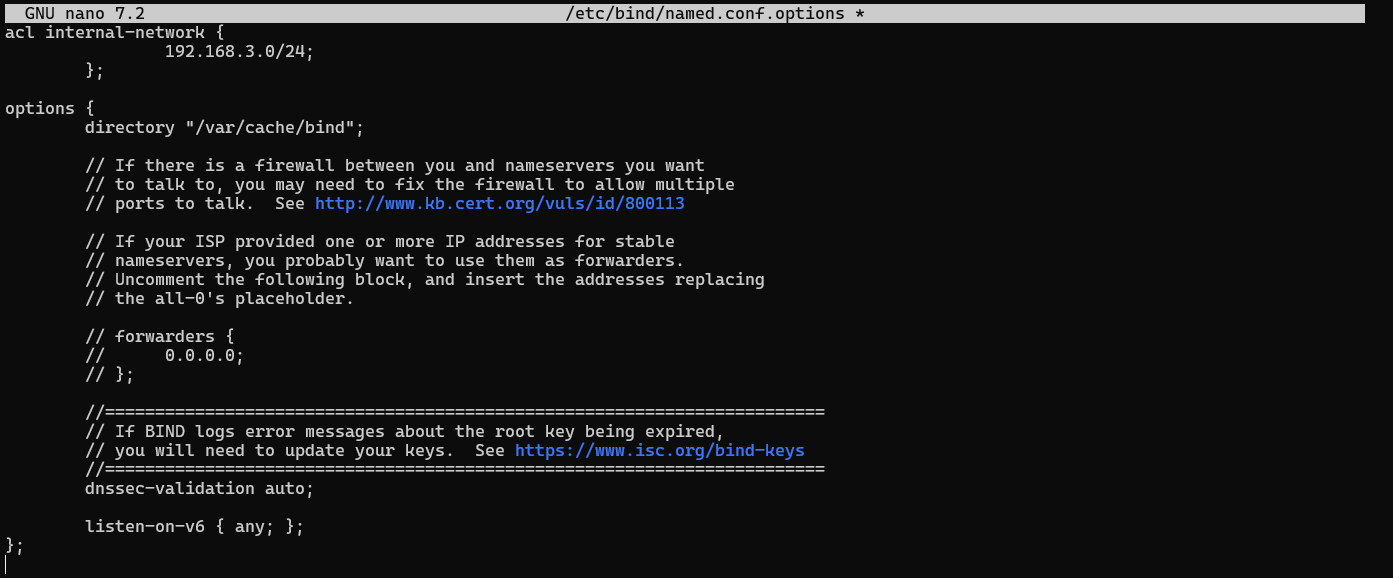 GNU nano 7.2 /etc/bind/named.conf.options *
acl internal-network {
192.168.3.0/24;
};
options {
directory "/var/cache/bind";
// If there is a firewall between you and nameservers you want
// to talk to, you may need to fix the firewall to allow multiple
// ports to talk.  See http://www.kb.cert.org/vuls/id/800113
// If your ISP provided one or more IP addresses for stable
// nameservers, you probably want to use them as forwarders.
// Uncomment the following block, and insert the addresses replacing
// the all-0's placeholder.
// forwarders {
//      0.0.0.0;
// };
//========================================================================
// If BIND logs error messages about the root key being expired,
// you will need to update your keys.  See https://www.isc.org/bind-keys
//========================================================================
dnssec-validation auto;
listen-on-v6 { any; };
};